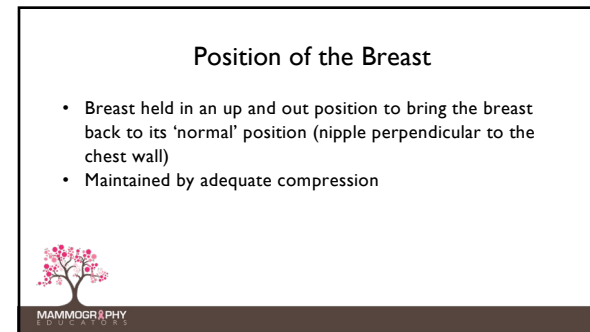 Position of the Breast
• Breast held in an up and out position to bring the breast
back to its ‘normal’ position (nipple perpendicular to the
chest wall)
• Maintained by adequate compression
MAMMOGRAPHY
EDUCATORS